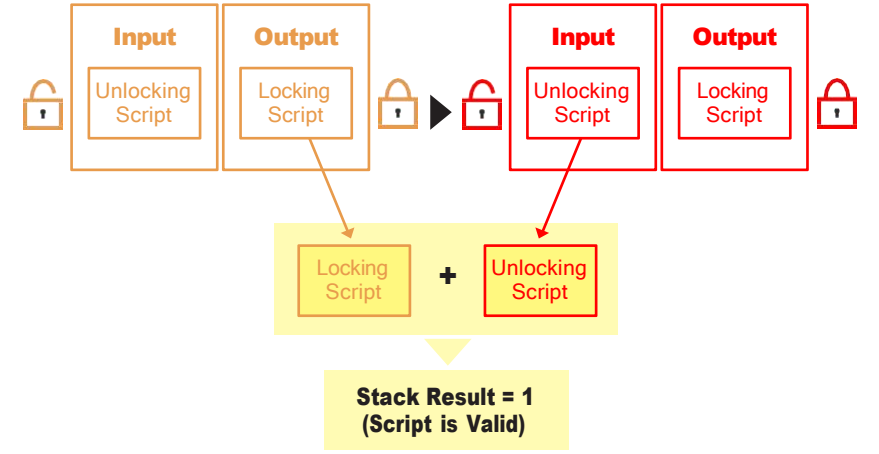 Input
Output
Input
Output
Unlocking
Script
Locking
Script
Unlocking
Script
Locking
Script
Locking
Script
+
Unlocking
Script
Stack Result = 1
(Script is Valid)